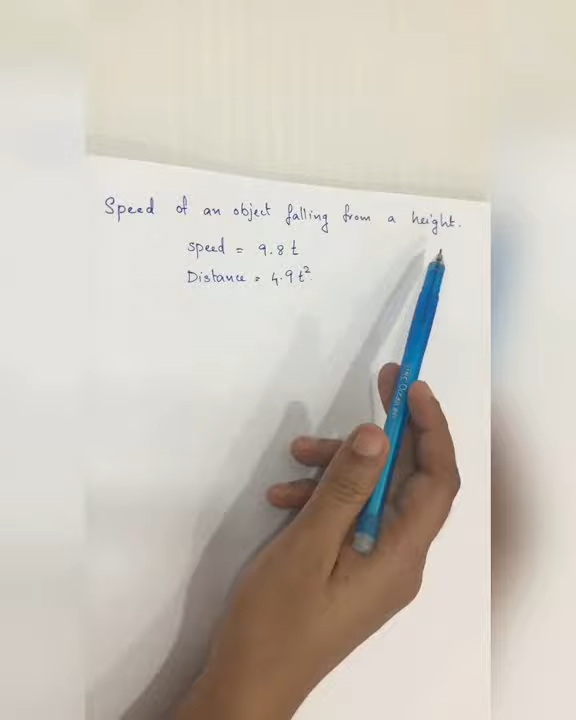 Speed of an object falling from a height.
speed = 9.8 t
Distance = 4.9 t²